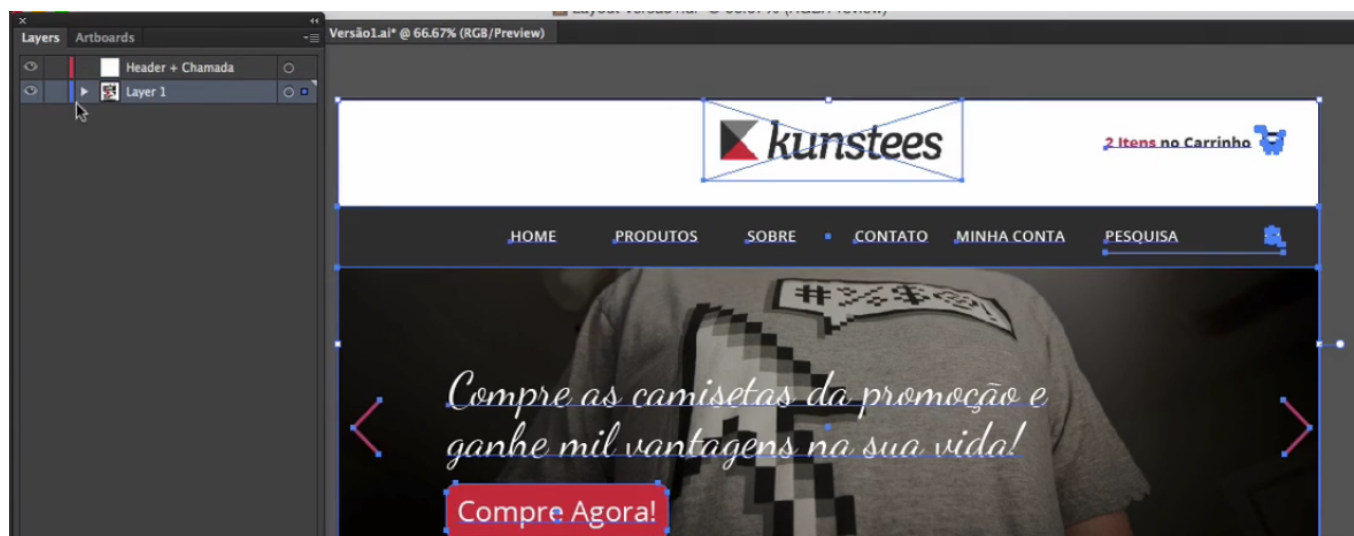 Layers Artboards
Versão1.ai* @ 66.67% (RGB/Preview)
Header + Chamada
Layer 1
kunstees
2 Itens no Carrinho
HOME PRODUTOS SOBRE CONTATO MINHA CONTA PESQUISA
#%$@
Compre as camisetas da promoção e
ganhe mil vantagens na sua vida!
Compre Agora!